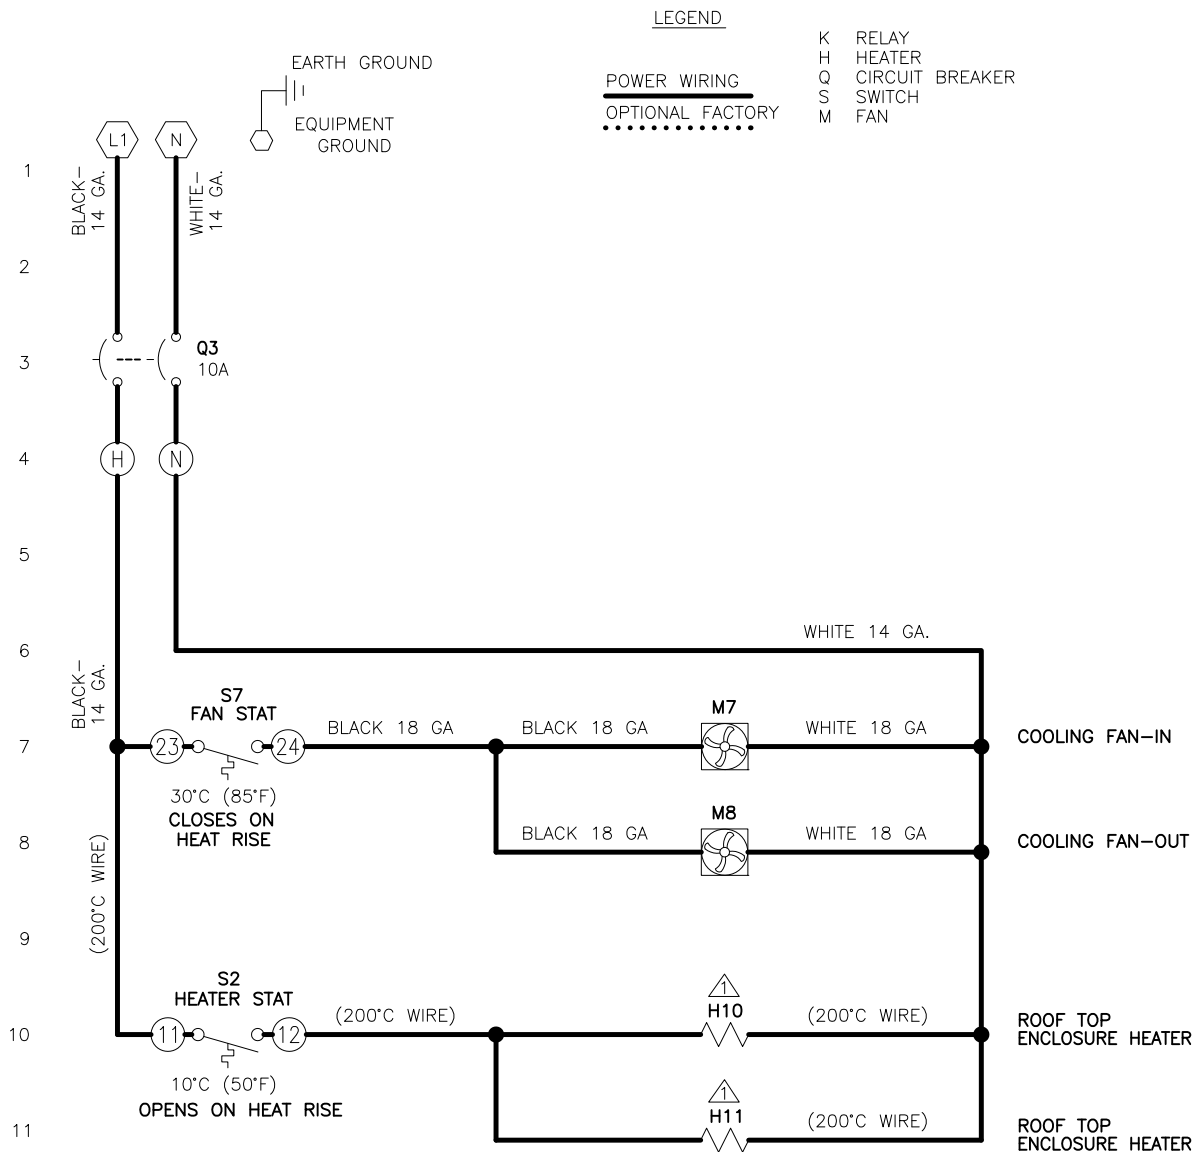 LEGEND
K RELAY
H HEATER
Q CIRCUIT BREAKER
S SWITCH
M FAN
POWER WIRING
OPTIONAL FACTORY
EARTH GROUND
EQUIPMENT
GROUND
L1
N
1
BLACK-
14 GA.
WHITE-
14 GA.
2
3
Q3
10A
4
H
N
5
6
WHITE 14 GA.
BLACK-
14 GA.
S7
FAN STAT
7
23
24
BLACK 18 GA
BLACK 18 GA
M7
WHITE 18 GA
COOLING FAN-IN
30°C (85°F)
CLOSES ON
HEAT RISE
8
BLACK 18 GA
M8
WHITE 18 GA
COOLING FAN-OUT
(200°C WIRE)
9
S2
HEATER STAT
10
11
12
(200°C WIRE)
1
H10
(200°C WIRE)
ROOF TOP
ENCLOSURE HEATER
10°C (50°F)
OPENS ON HEAT RISE
11
1
H11
(200°C WIRE)
ROOF TOP
ENCLOSURE HEATER